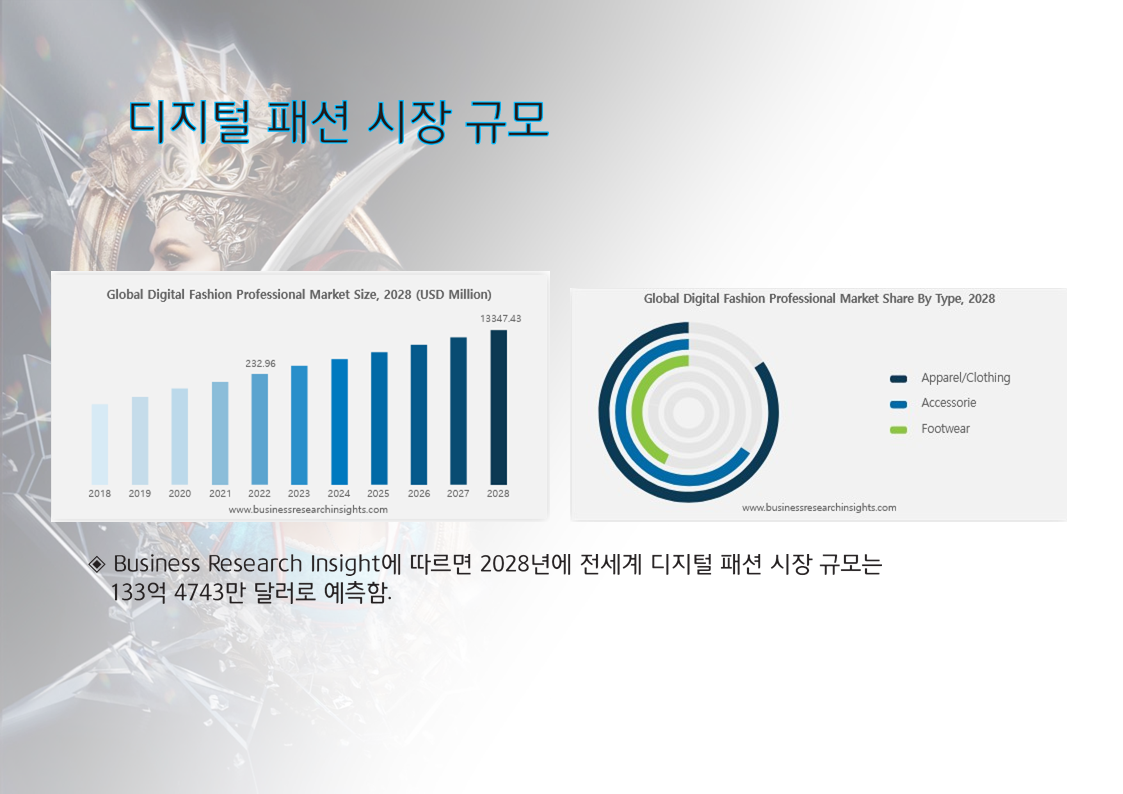 디지털 패션 시장 규모
Global Digital Fashion Professional Market Size, 2028 (USD Million)
13347.43
232.96
2018 2019 2020 2021 2022 2023 2024 2025 2026 2027 2028
www.businessresearchinsights.com
Global Digital Fashion Professional Market Share By Type, 2028
Apparel/Clothing
Accessorie
Footwear
www.businessresearchinsights.com
◈ Business Research Insight에 따르면 2028년에 전세계 디지털 패션 시장 규모는
133억 4743만 달러로 예측함.